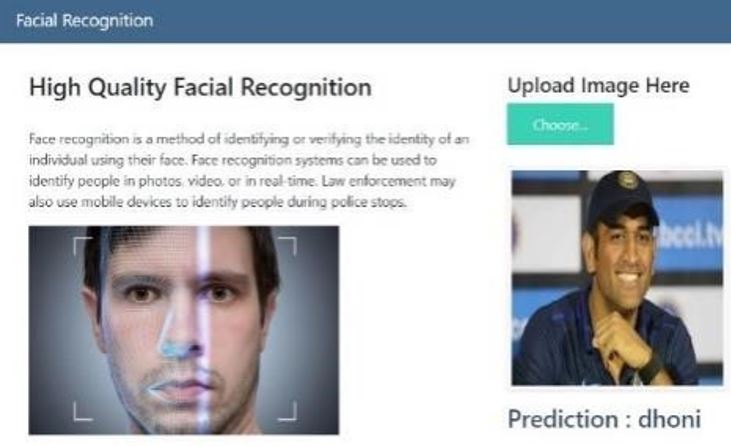 Facial Recognition
High Quality Facial Recognition
Face recognition is a method of identifying or verifying the identity of an
individual using their face. Face recognition systems can be used to
identify people in photos, video, or in real-time. Law enforcement may
also use mobile devices to identify people during police stops.
Upload Image Here
Choose...
bcci.tv
Prediction : dhoni